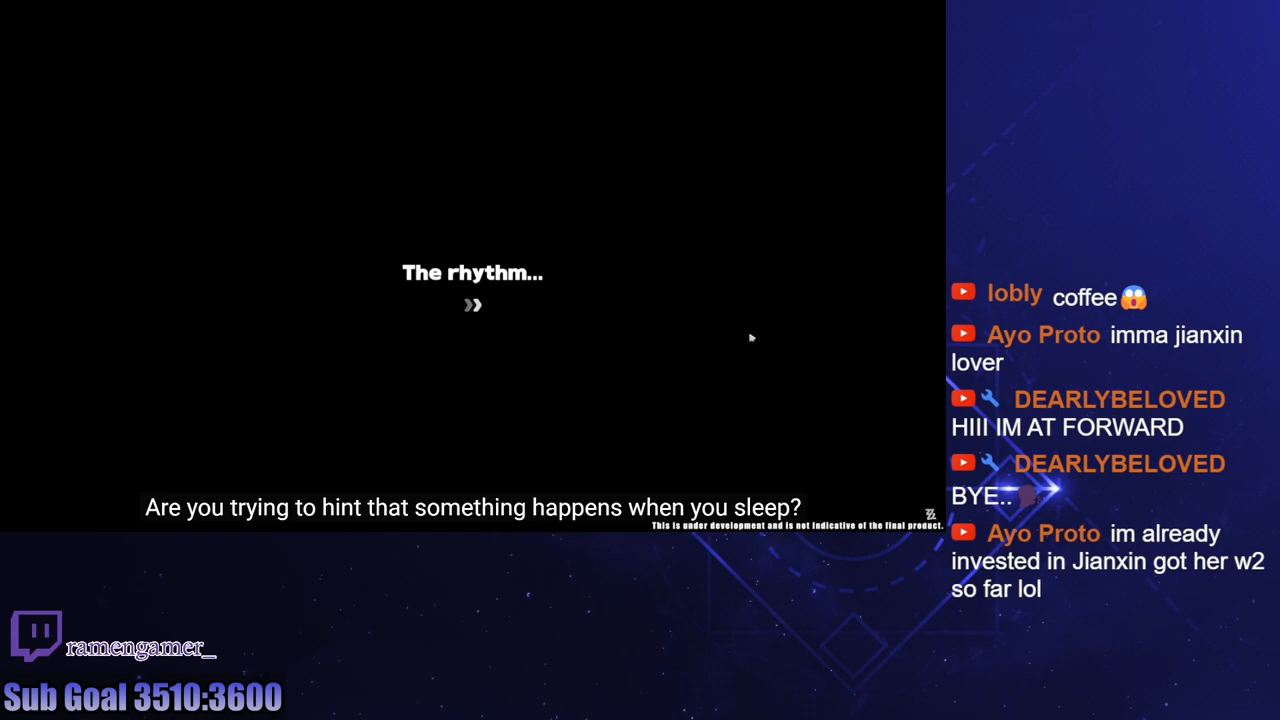 The rhythm...
Are you trying to hint that something happens when you sleep?
This is under development and is not indicative of the final product.
lobly coffee😱
Ayo Proto imma jianxin
lover
DEARLYBELOVED
HIII IM AT FORWARD
DEARLYBELOVED
BYE..🗣
Ayo Proto im already
invested in Jianxin got her w2
so far lol
ramengamer_
Sub Goal 3510:3600